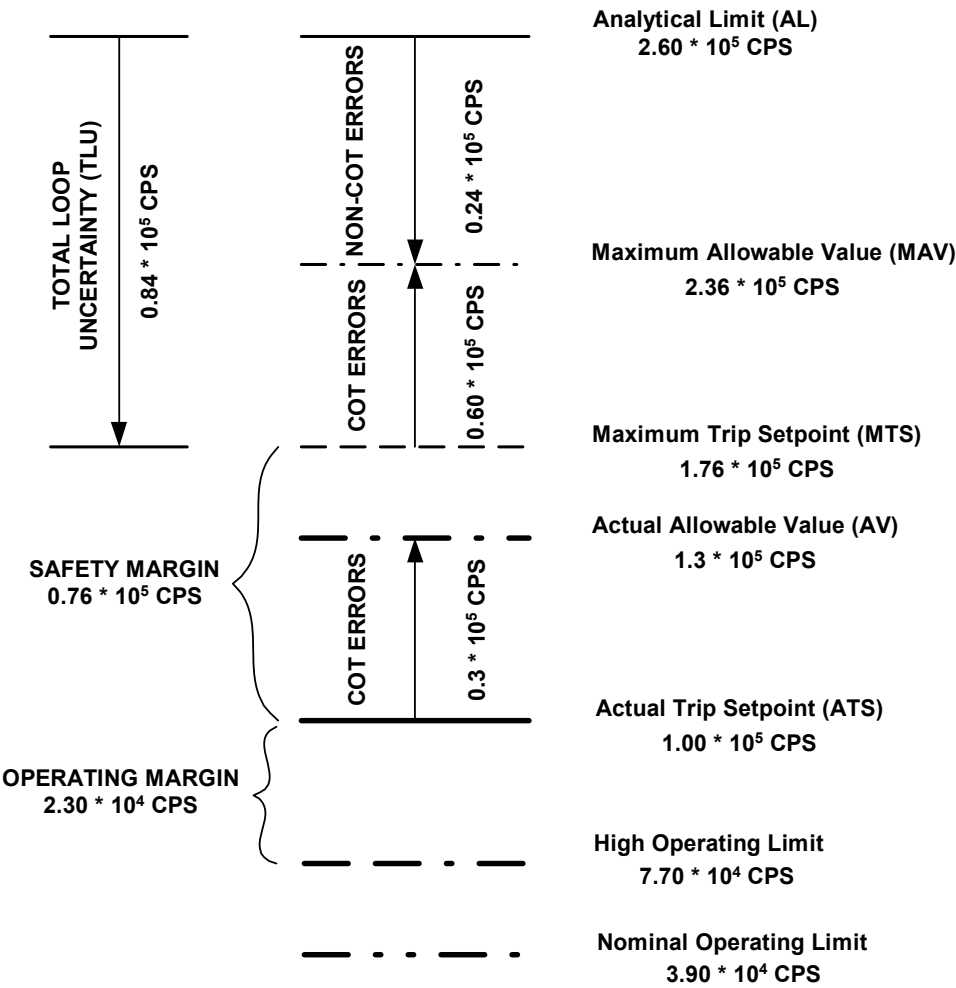 Analytical Limit (AL)
2.60 * 10⁵ CPS
TOTAL LOOP
UNCERTAINTY (TLU)
0.84 * 10⁵ CPS
NON-COT ERRORS
0.24 * 10⁵ CPS
Maximum Allowable Value (MAV)
2.36 * 10⁵ CPS
COT ERRORS
0.60 * 10⁵ CPS
Maximum Trip Setpoint (MTS)
1.76 * 10⁵ CPS
Actual Allowable Value (AV)
1.3 * 10⁵ CPS
SAFETY MARGIN
0.76 * 10⁵ CPS
COT ERRORS
0.3 * 10⁵ CPS
Actual Trip Setpoint (ATS)
1.00 * 10⁵ CPS
OPERATING MARGIN
2.30 * 10⁴ CPS
High Operating Limit
7.70 * 10⁴ CPS
Nominal Operating Limit
3.90 * 10⁴ CPS